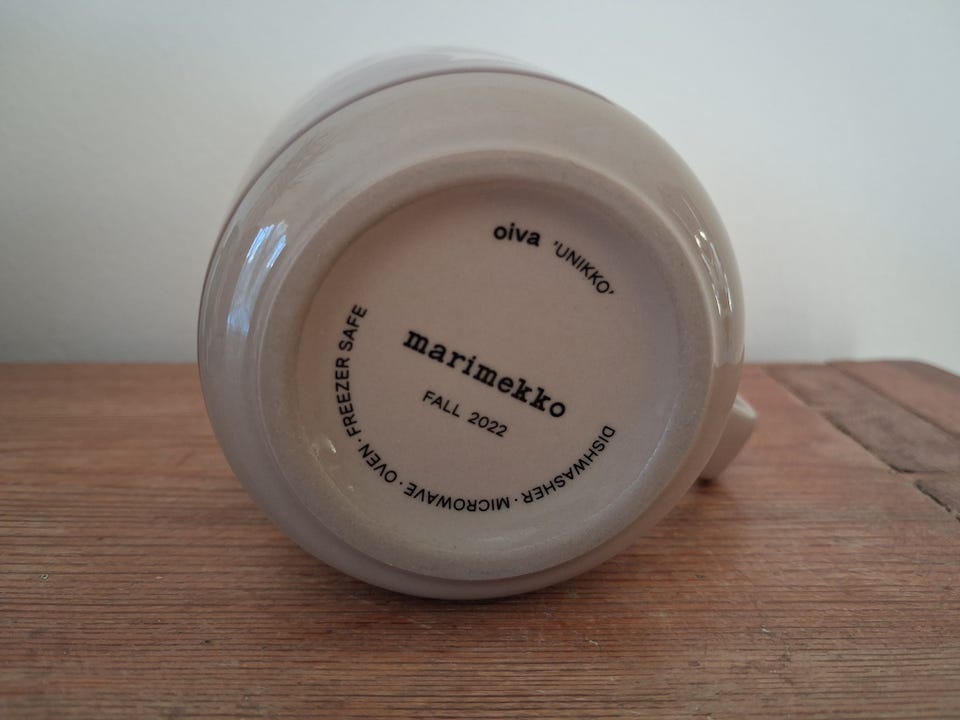 oiva 'UNIKKO'
marimekko
FALL 2022
DISHWASHER · MICROWAVE · OVEN · FREEZER SAFE